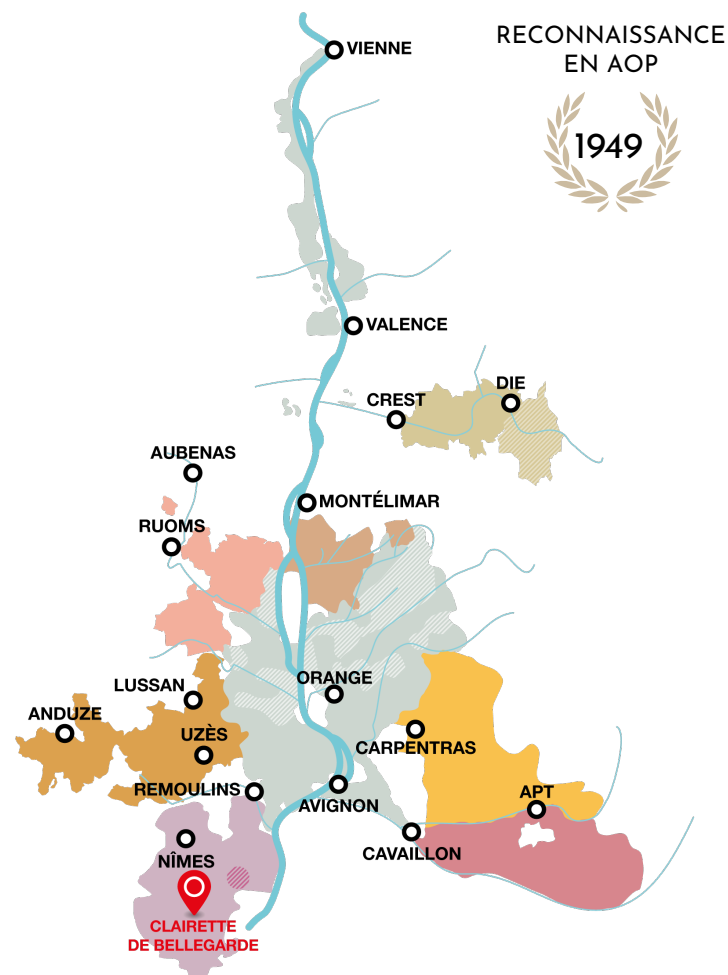 RECONNAISSANCE
EN AOP
1949
VIENNE
VALENCE
DIE
CREST
AUBENAS
MONTÉLIMAR
RUOMS
ORANGE
LUSSAN
ANDUZE
UZÈS
CARPENTRAS
REMOULINS
AVIGNON
APT
CAVAILLON
NÎMES
CLAIRETTE
DE BELLEGARDE